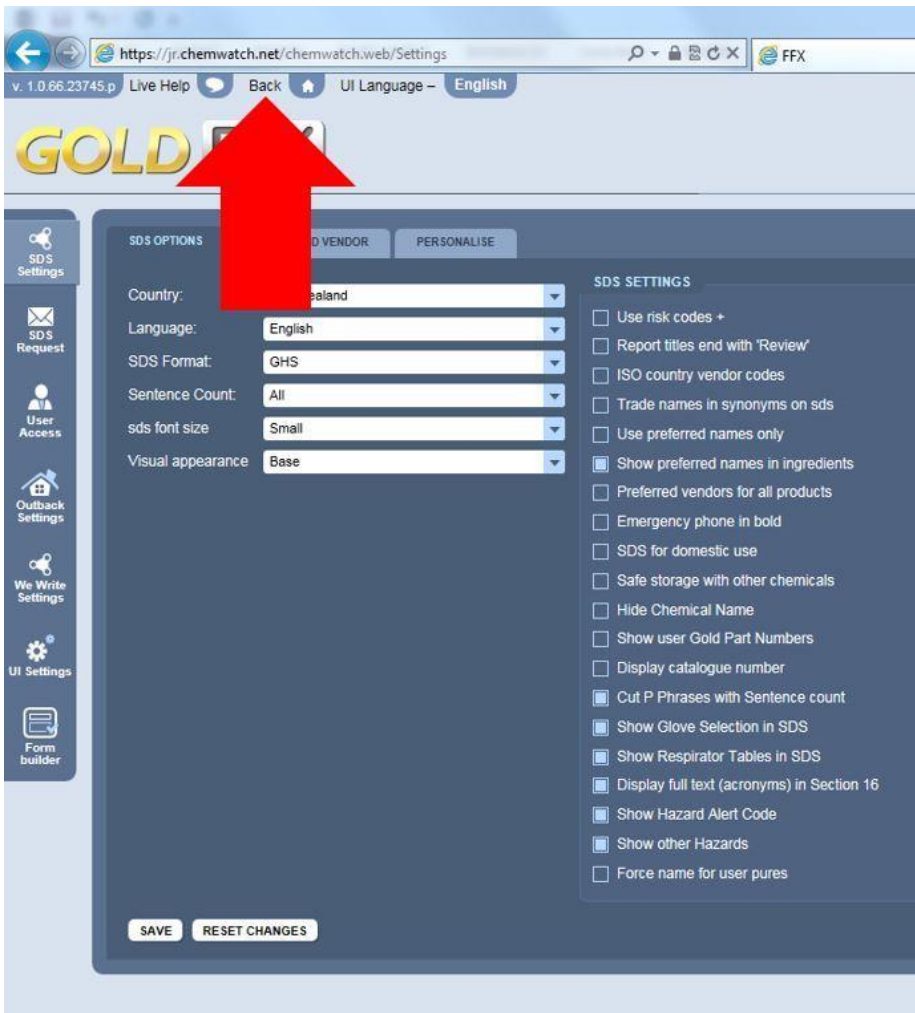 https://jr.chemwatch.net/chemwatch.web/Settings
FFX
v. 1.0.66.23745.p Live Help Back UI Language – English
GOLD
SDS OPTIONS
D VENDOR
PERSONALISE
SDS Settings
SDS Request
User Access
Outback Settings
We Write Settings
UI Settings
Form builder
Country: ealand
Language: English
SDS Format: GHS
Sentence Count: All
sds font size Small
Visual appearance Base
SDS SETTINGS
Use risk codes +
Report titles end with 'Review'
ISO country vendor codes
Trade names in synonyms on sds
Use preferred names only
Show preferred names in ingredients
Preferred vendors for all products
Emergency phone in bold
SDS for domestic use
Safe storage with other chemicals
Hide Chemical Name
Show user Gold Part Numbers
Display catalogue number
Cut P Phrases with Sentence count
Show Glove Selection in SDS
Show Respirator Tables in SDS
Display full text (acronyms) in Section 16
Show Hazard Alert Code
Show other Hazards
Force name for user pures
SAVE RESET CHANGES